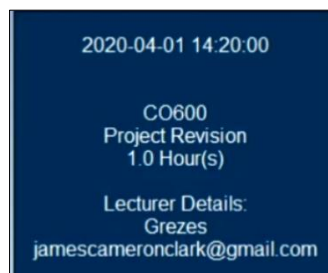 2020-04-01 14:20:00
CO600
Project Revision
1.0 Hour(s)
Lecturer Details:
Grezes
jamescameronclark@gmail.com